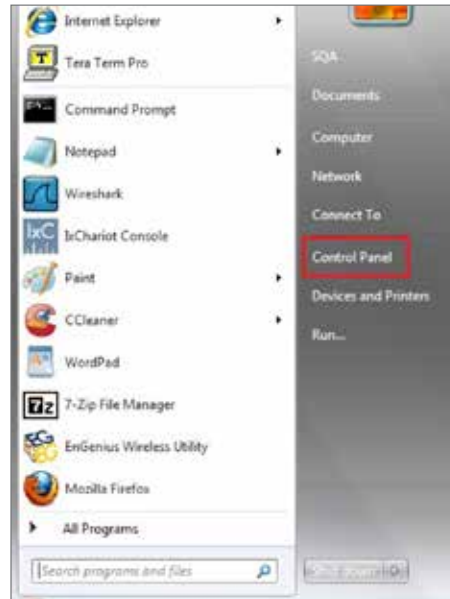 Internet Explorer
Tera Term Pro
Command Prompt
Notepad
Wireshark
IxChariot Console
Paint
CCleaner
WordPad
7-Zip File Manager
EnGenius Wireless Utility
Mozilla Firefox
All Programs
Search programs and files
SQA
Documents
Computer
Network
Connect To
Control Panel
Devices and Printers
Run...